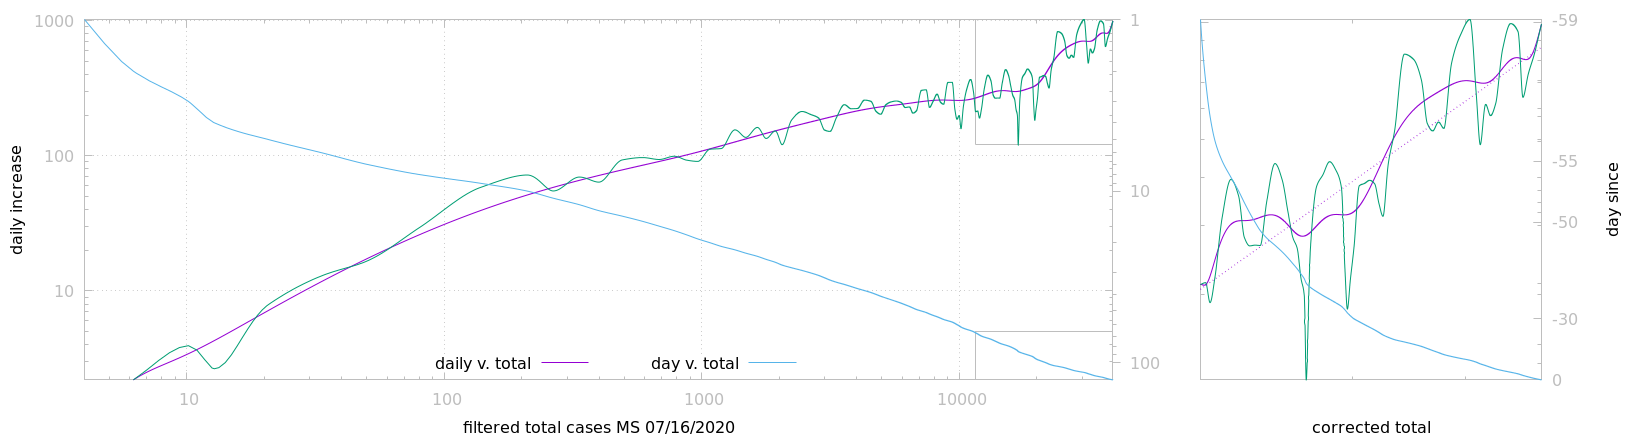 1000
100
10
daily increase
daily v. total
day v. total
10
100
1000
10000
filtered total cases MS 07/16/2020
1
10
100
-59
-55
-50
-30
0
day since
corrected total